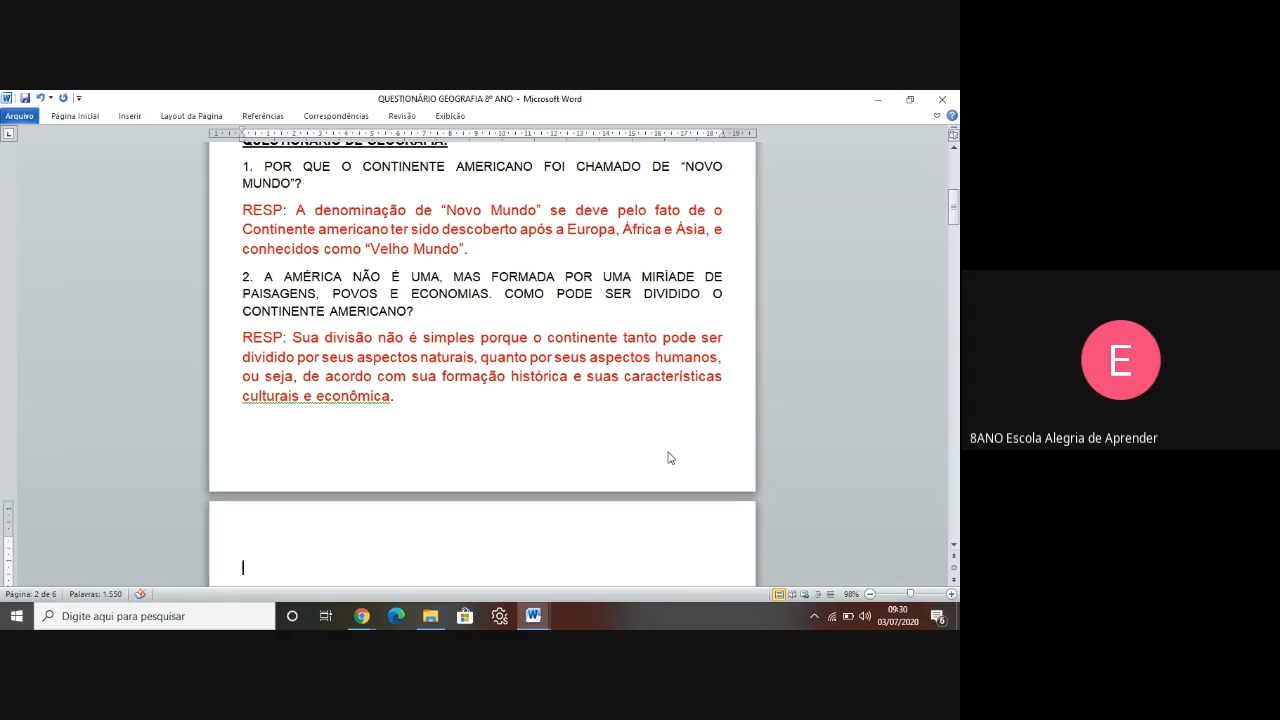 QUESTIONÁRIO GEOGRAFIA 8º ANO - Microsoft Word
Arquivo Página Inicial Inserir Layout da Página Referências Correspondências Revisão Exibição
QUESTIONÁRIO DE GEOGRAFIA:
1. POR QUE O CONTINENTE AMERICANO FOI CHAMADO DE “NOVO
MUNDO”?
RESP: A denominação de “Novo Mundo” se deve pelo fato de o
Continente americano ter sido descoberto após a Europa, África e Ásia, e
conhecidos como “Velho Mundo”.
2. A AMÉRICA NÃO É UMA, MAS FORMADA POR UMA MIRÍADE DE
PAISAGENS, POVOS E ECONOMIAS. COMO PODE SER DIVIDIDO O
CONTINENTE AMERICANO?
RESP: Sua divisão não é simples porque o continente tanto pode ser
dividido por seus aspectos naturais, quanto por seus aspectos humanos,
ou seja, de acordo com sua formação histórica e suas características
culturais e econômica.
E
8ANO Escola Alegria de Aprender
Página: 2 de 6 Palavras: 1.550 98%
Digite aqui para pesquisar
09:30
03/07/2020
6